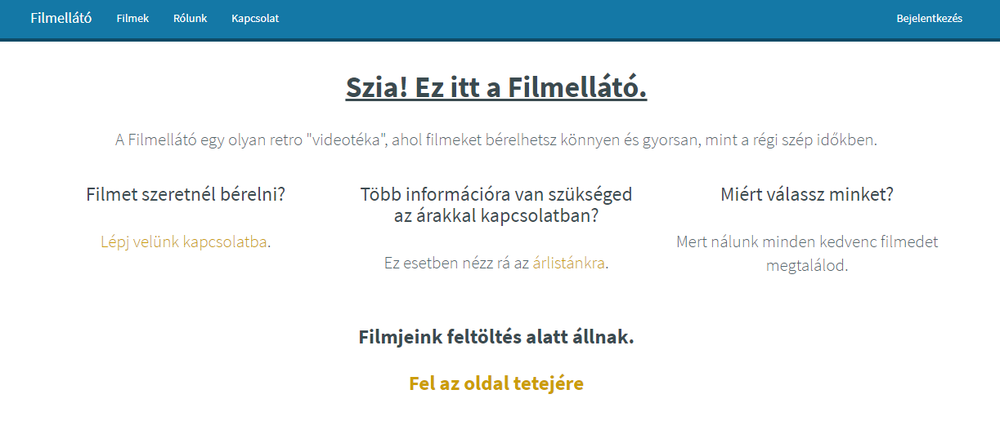 Filmellátó Filmek Rólunk Kapcsolat Bejelentkezés
Szia! Ez itt a Filmellátó.
A Filmellátó egy olyan retro "videotéka", ahol filmeket bérelhetsz könnyen és gyorsan, mint a régi szép időkben.
Filmet szeretnél bérelni?
Lépj velünk kapcsolatba.
Több információra van szükséged
az árakkal kapcsolatban?
Ez esetben nézz rá az árlistánkra.
Miért válassz minket?
Mert nálunk minden kedvenc filmedet
megtalálod.
Filmjeink feltöltés alatt állnak.
Fel az oldal tetejére